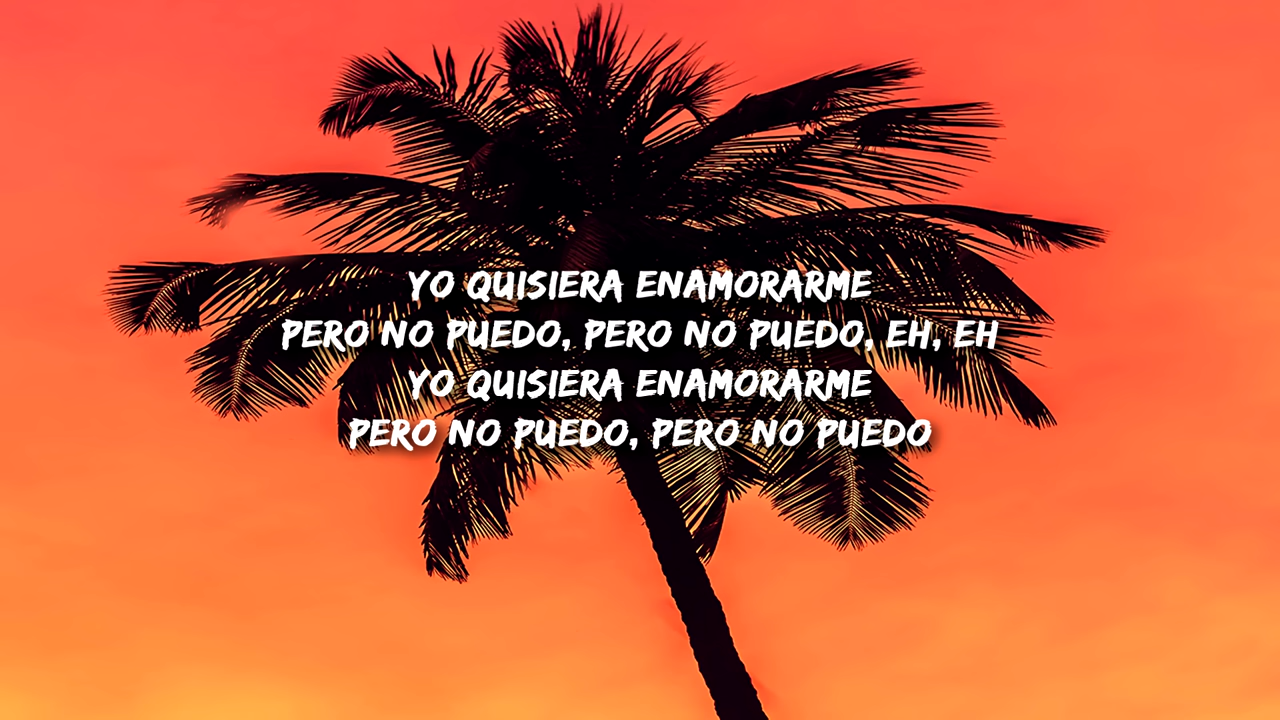 YO QUISIERA ENAMORARME
PERO NO PUEDO, PERO NO PUEDO, EH, EH
YO QUISIERA ENAMORARME
PERO NO PUEDO, PERO NO PUEDO